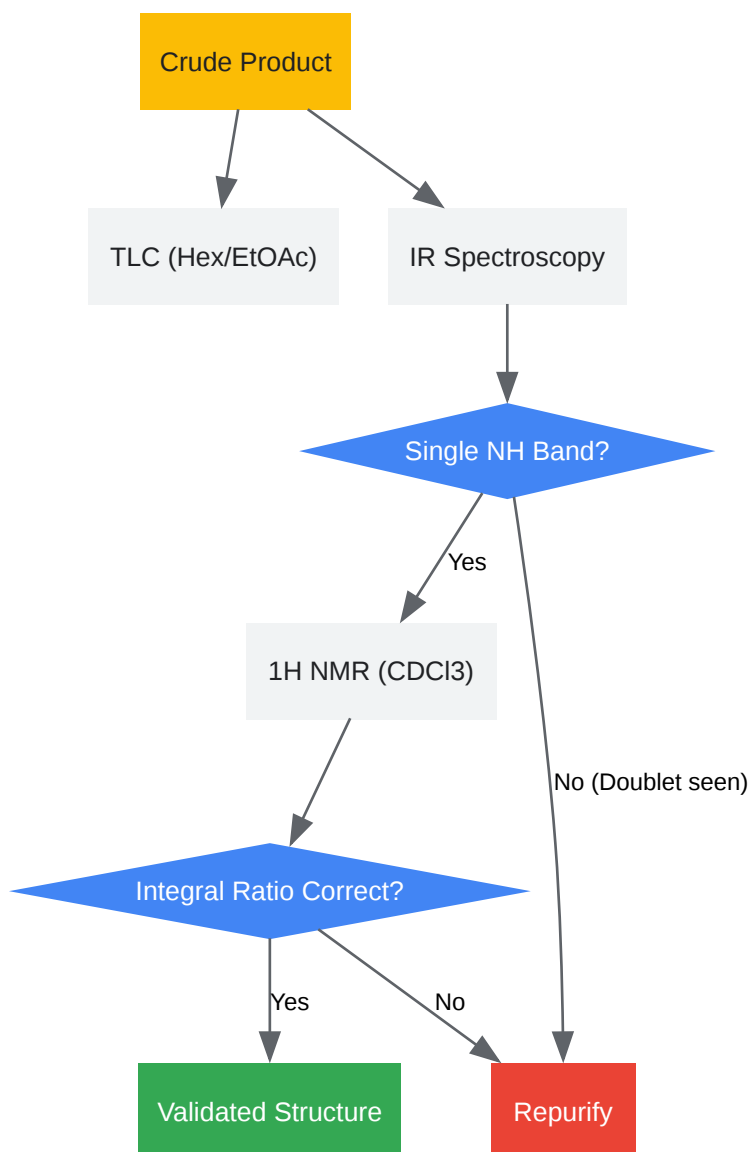 Crude Product
TLC (Hex/EtOAc)
IR Spectroscopy
Single NH Band?
Yes
1H NMR (CDCl3)
No (Doublet seen)
Integral Ratio Correct?
Yes
No
Validated Structure
Repurify